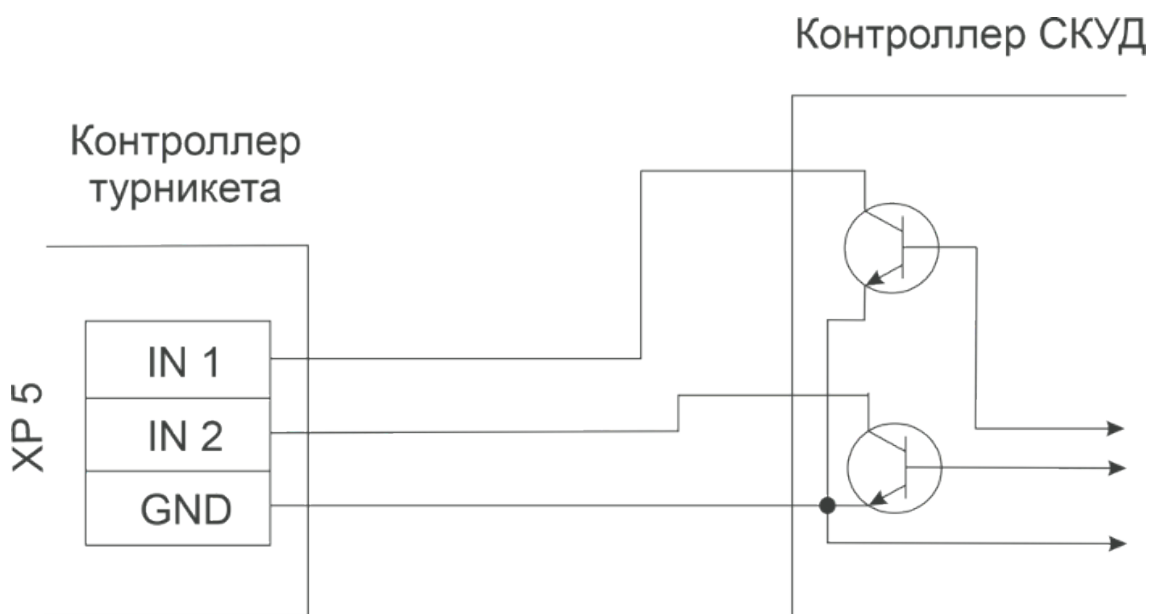 Контроллер СКУД
Контроллер
турникета
XP 5
IN 1
IN 2
GND